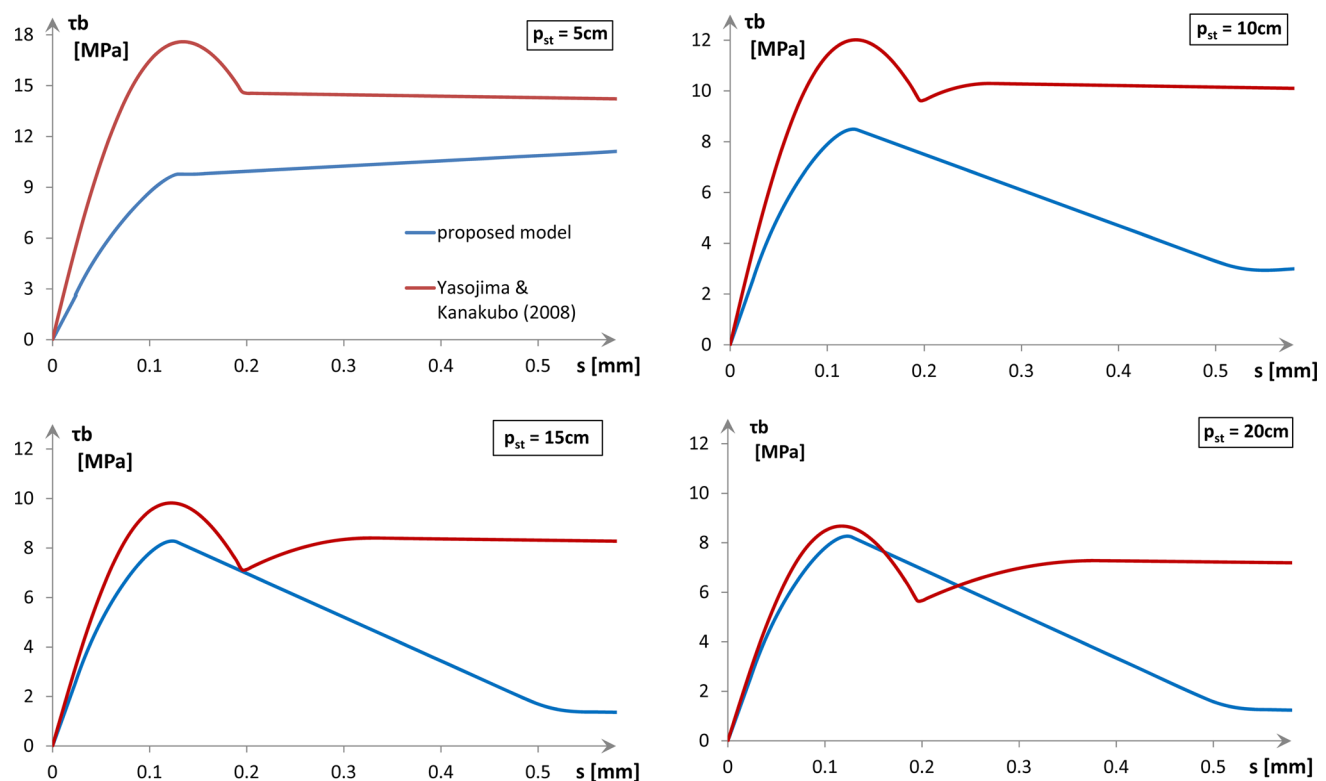 τb
[MPa]
p_st = 5cm
18
15
12
9
6
3
0
proposed model
Yasojima &
Kanakubo (2008)
0 0.1 0.2 0.3 0.4 0.5
s [mm]
τb
[MPa]
p_st = 10cm
12
10
8
6
4
2
0
0 0.1 0.2 0.3 0.4 0.5
s [mm]
τb
[MPa]
p_st = 15cm
12
10
8
6
4
2
0
0 0.1 0.2 0.3 0.4 0.5
s [mm]
τb
[MPa]
p_st = 20cm
12
10
8
6
4
2
0
0 0.1 0.2 0.3 0.4 0.5
s [mm]